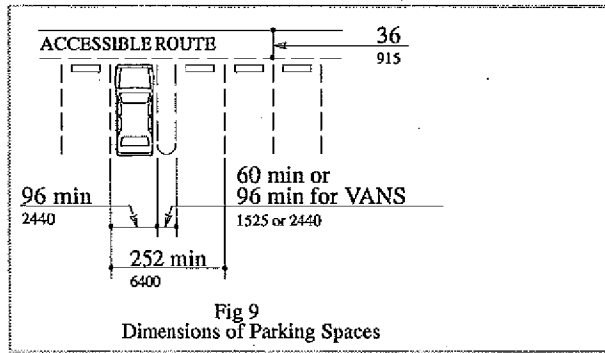 ACCESSIBLE ROUTE
36
915
96 min
2440
60 min or
96 min for VANS
1525 or 2440
252 min
6400
Fig 9
Dimensions of Parking Spaces